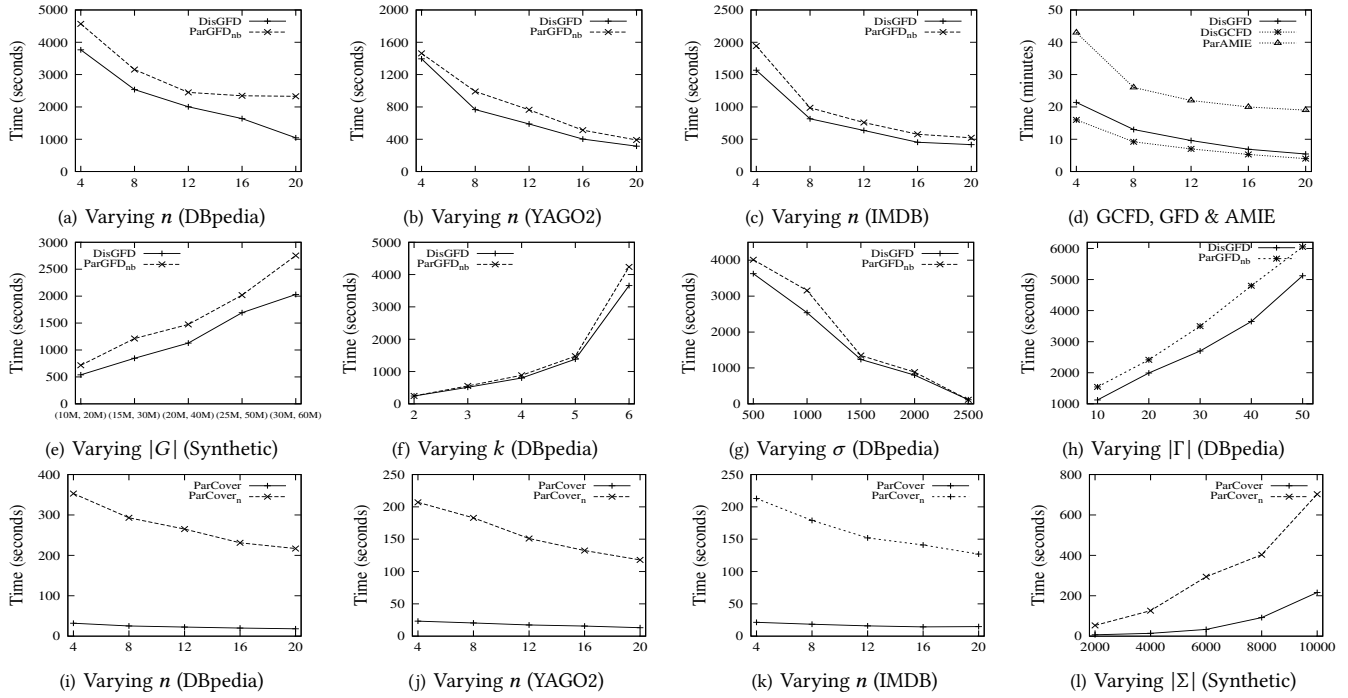 5000
4000
3000
2000
1000
0
Time (seconds)
DisGFD
ParGFDnb
4 8 12 16 20
(a) Varying n (DBpedia)
2000
1600
1200
800
400
0
Time (seconds)
DisGFD
ParGFDnb
4 8 12 16 20
(b) Varying n (YAGO2)
2500
2000
1500
1000
500
0
Time (seconds)
DisGFD
ParGFDnb
4 8 12 16 20
(c) Varying n (IMDB)
50
40
30
20
10
0
Time (minutes)
DisGFD
DisGCFD
ParAMIE
4 8 12 16 20
(d) GCFD, GFD & AMIE
3000
2500
2000
1500
1000
500
0
Time (seconds)
DisGFD
ParGFDnb
(10M, 20M) (15M, 30M) (20M, 40M) (25M, 50M) (30M, 60M)
(e) Varying |G| (Synthetic)
5000
4000
3000
2000
1000
0
Time (seconds)
DisGFD
ParGFDnb
2 3 4 5 6
(f) Varying k (DBpedia)
4000
3000
2000
1000
0
Time (seconds)
DisGFD
ParGFDnb
500 1000 1500 2000 2500
(g) Varying σ (DBpedia)
6000
5000
4000
3000
2000
1000
Time (seconds)
DisGFD
ParGFDnb
10 20 30 40 50
(h) Varying |Γ| (DBpedia)
400
300
200
100
0
Time (seconds)
ParCover
ParCovern
4 8 12 16 20
(i) Varying n (DBpedia)
250
200
150
100
50
0
Time (seconds)
ParCover
ParCovern
4 8 12 16 20
(j) Varying n (YAGO2)
250
200
150
100
50
0
Time (seconds)
ParCover
ParCovern
4 8 12 16 20
(k) Varying n (IMDB)
800
600
400
200
0
Time (seconds)
ParCover
ParCovern
2000 4000 6000 8000 10000
(l) Varying |Σ| (Synthetic)